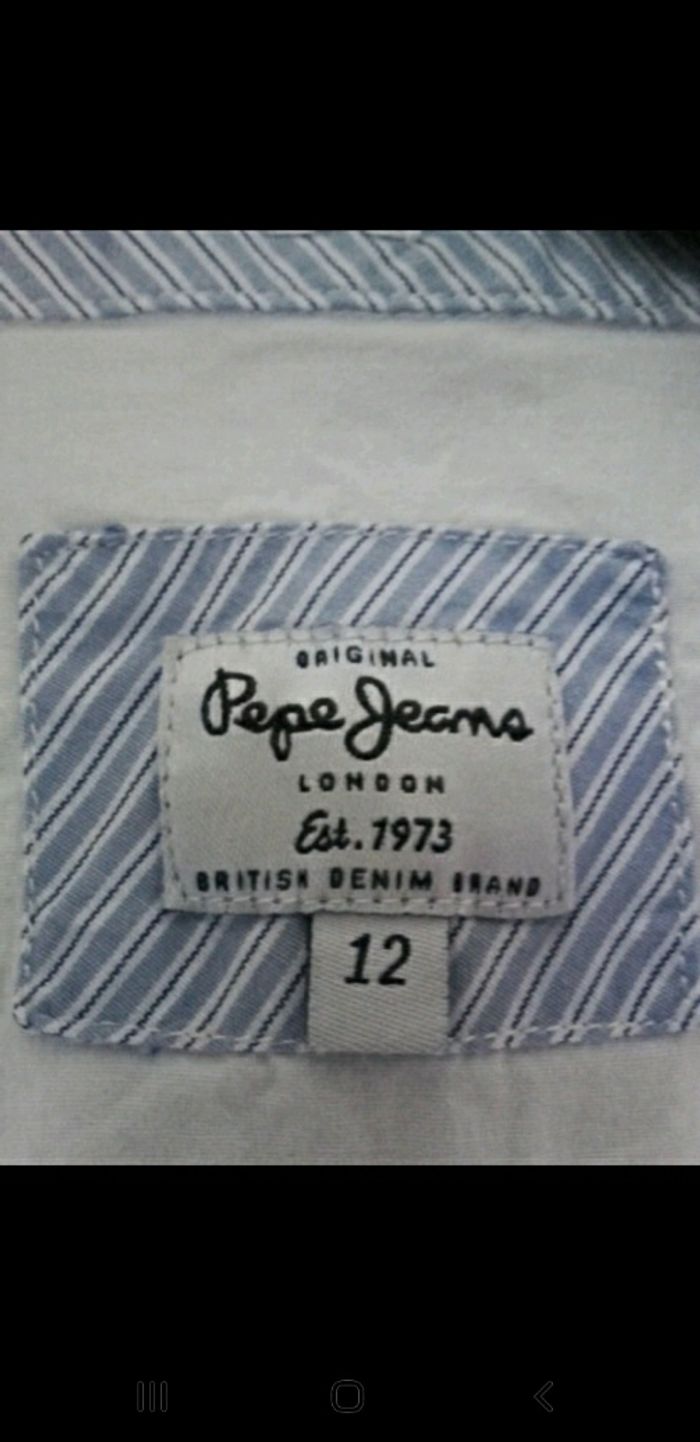 ORIGINAL
Pepe Jeans
LONDON
Est. 1973
BRITISH DENIM BRAND
12